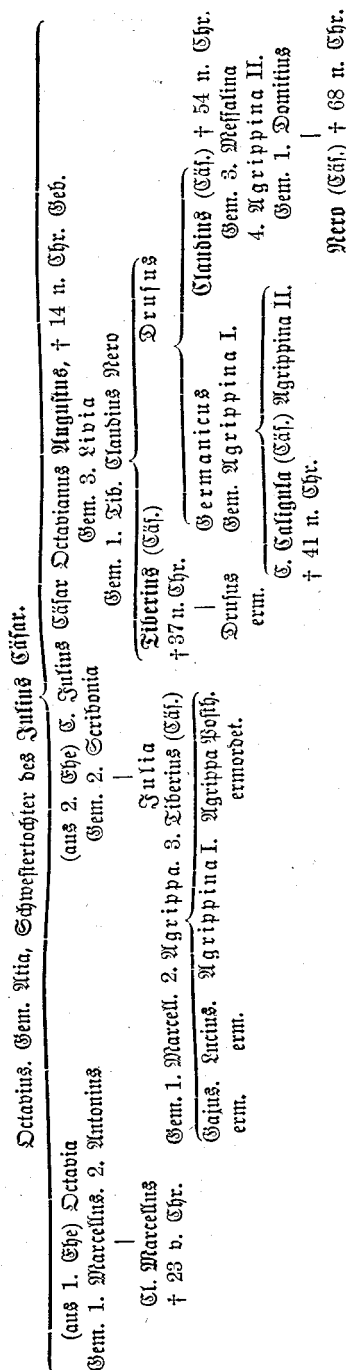 Octavius. Gem. Atia, Schwestertochter des Julius Cäsar.
(aus 1. Ehe) Octavia
Gem. 1. Marcellus. 2. Antonius.
Cl. Marcellus
† 23 v. Chr.
(aus 2. Ehe) C. Julius Cäsar Octavianus Augustus, † 14 n. Chr. Geb.
Gem. 2. Scribonia
Gem. 3. Livia
Gem. 1. Tib. Claudius Nero
Julia
Gem. 1. Marcell. 2. Agrippa. 3. Tiberius (Cäs.)
Gajus. Lucius. Agrippina I. Agrippa Posth.
erm. erm. ermordet.
Tiberius (Cäs.) Drusus
† 37 n. Chr.
Drusus
erm.
Germanicus
Gem. Agrippina I.
Claudius (Cäs.) † 54 n. Chr.
Gem. 3. Messalina
4. Agrippina II.
Gem. 1. Domitius
C. Caligula (Cäs.) Agrippina II.
† 41 n. Chr.
Nero (Cäs.) † 68 n. Chr.